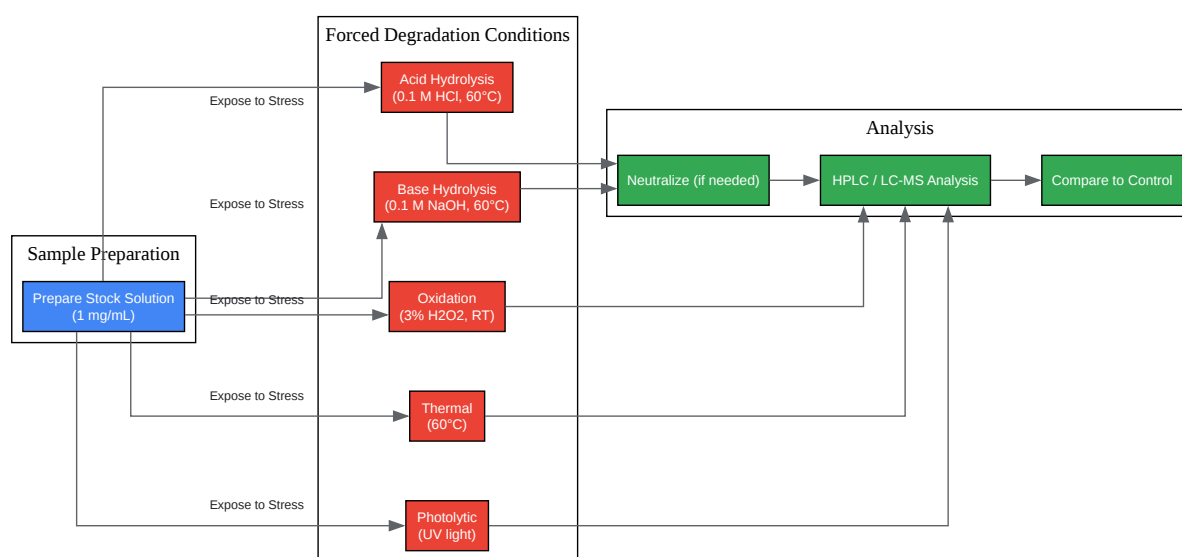 Forced Degradation Conditions
Acid Hydrolysis
(0.1 M HCl, 60°C)
Expose to Stress
Analysis
Neutralize (if needed)
HPLC / LC-MS Analysis
Compare to Control
Base Hydrolysis
(0.1 M NaOH, 60°C)
Expose to Stress
Sample Preparation
Prepare Stock Solution
(1 mg/mL)
Expose to Stress
Oxidation
(3% H2O2, RT)
Expose to Stress
Thermal
(60°C)
Expose to Stress
Photolytic
(UV light)